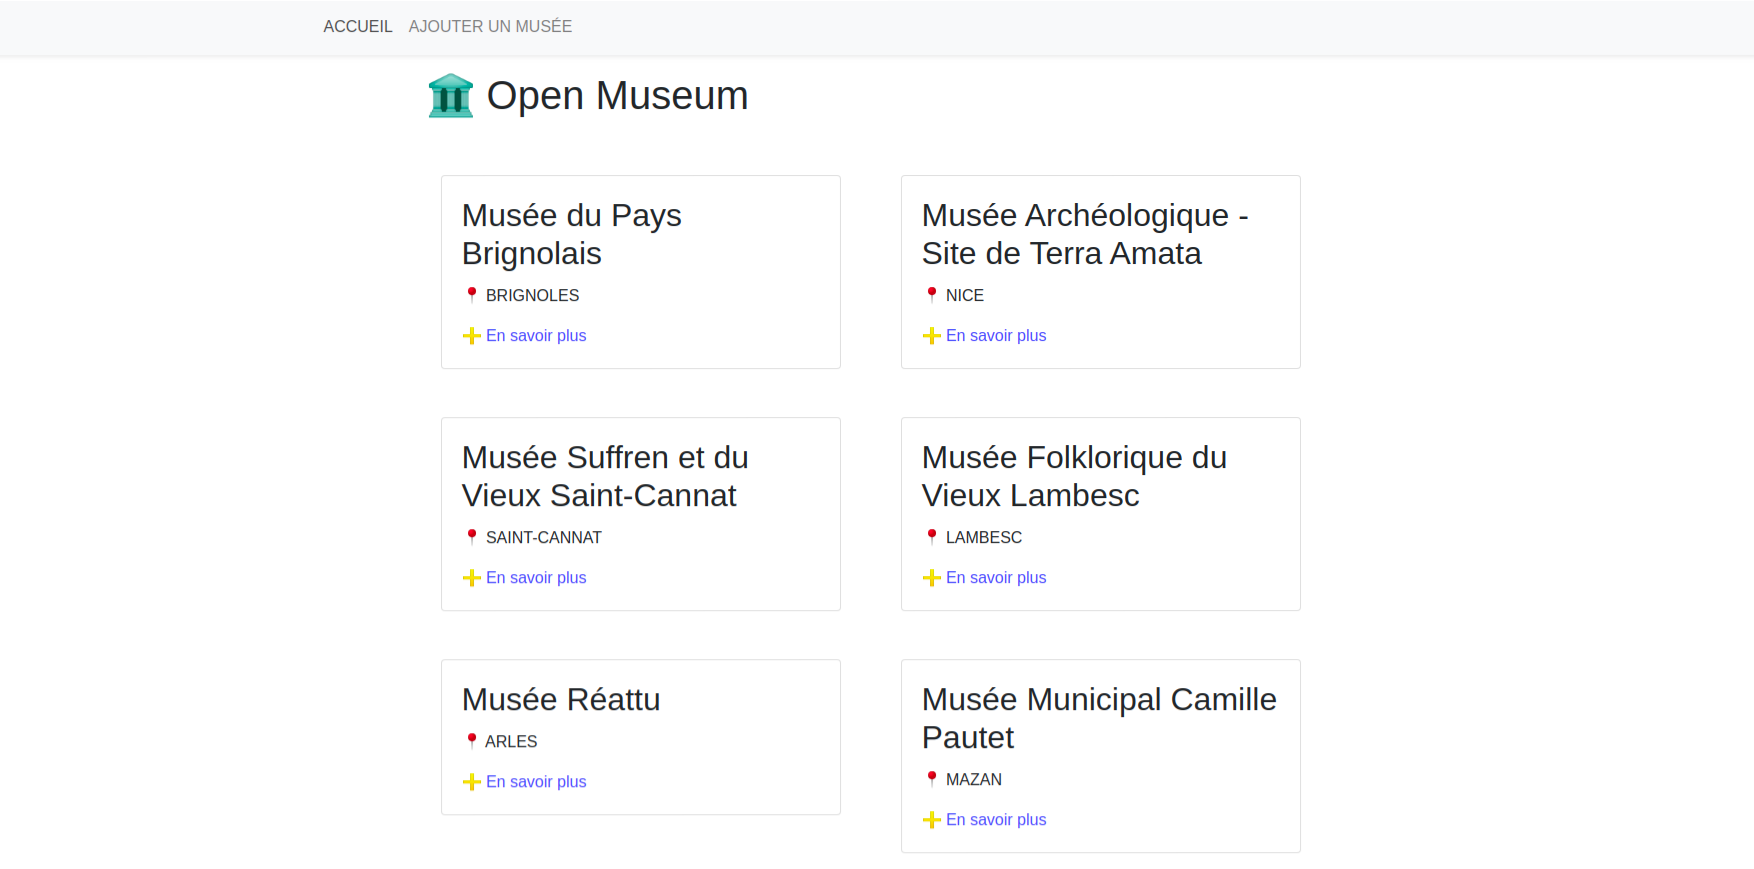 ACCUEIL AJOUTER UN MUSÉE
Open Museum
Musée du Pays
Brignolais
BRIGNOLES
En savoir plus
Musée Archéologique -
Site de Terra Amata
NICE
En savoir plus
Musée Suffren et du
Vieux Saint-Cannat
SAINT-CANNAT
En savoir plus
Musée Folklorique du
Vieux Lambesc
LAMBESC
En savoir plus
Musée Réattu
ARLES
En savoir plus
Musée Municipal Camille
Pautet
MAZAN
En savoir plus